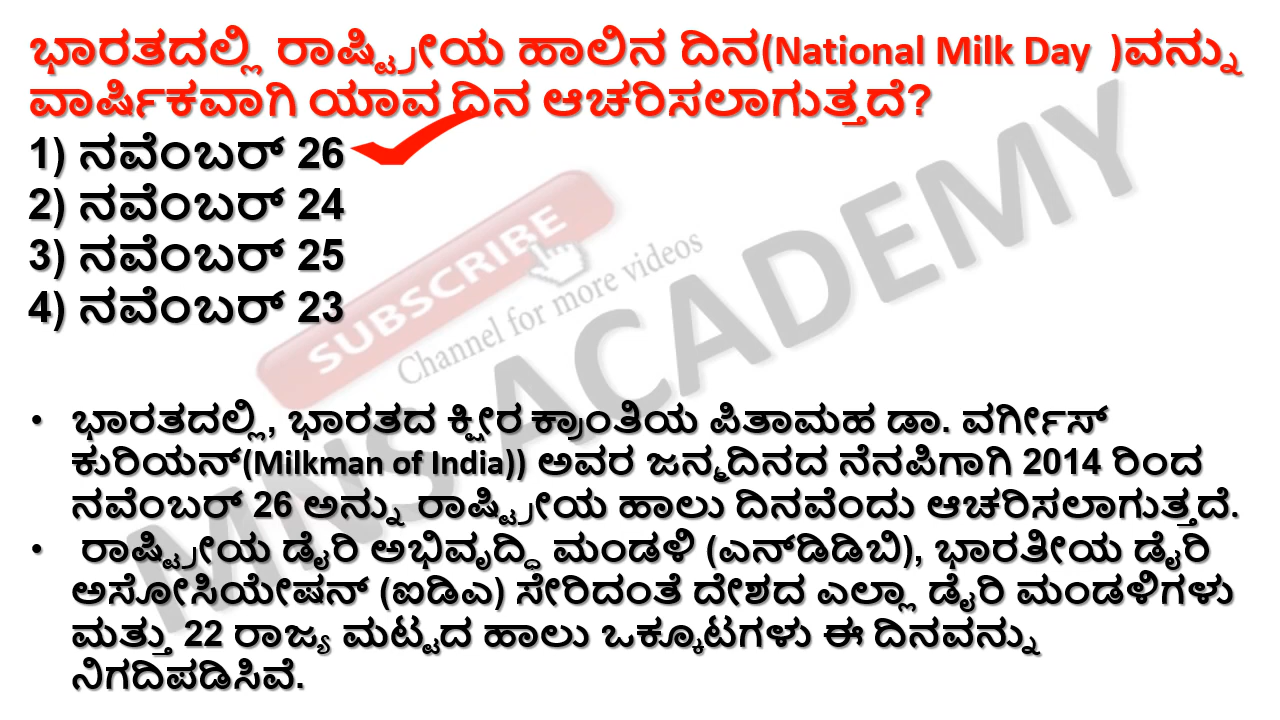 ಭಾರತದಲ್ಲಿ ರಾಷ್ಟ್ರೀಯ ಹಾಲಿನ ದಿನ(National Milk Day )ವನ್ನು
ವಾರ್ಷಿಕವಾಗಿ ಯಾವ ದಿನ ಆಚರಿಸಲಾಗುತ್ತದೆ?
1) ನವೆಂಬರ್ 26
2) ನವೆಂಬರ್ 24
3) ನವೆಂಬರ್ 25
4) ನವೆಂಬರ್ 23
SUBSCRIBE
Channel for more videos
MNS ACADEMY
• ಭಾರತದಲ್ಲಿ, ಭಾರತದ ಕ್ಷೀರ ಕ್ರಾಂತಿಯ ಪಿತಾಮಹ ಡಾ. ವರ್ಗೀಸ್
ಕುರಿಯನ್(Milkman of India)) ಅವರ ಜನ್ಮದಿನದ ನೆನಪಿಗಾಗಿ 2014 ರಿಂದ
ನವೆಂಬರ್ 26 ಅನ್ನು ರಾಷ್ಟ್ರೀಯ ಹಾಲು ದಿನವೆಂದು ಆಚರಿಸಲಾಗುತ್ತದೆ.
• ರಾಷ್ಟ್ರೀಯ ಡೈರಿ ಅಭಿವೃದ್ಧಿ ಮಂಡಳಿ (ಎನ್‌ಡಿಡಿಬಿ), ಭಾರತೀಯ ಡೈರಿ
ಅಸೋಸಿಯೇಷನ್ (ಐಡಿಎ) ಸೇರಿದಂತೆ ದೇಶದ ಎಲ್ಲಾ ಡೈರಿ ಮಂಡಳಿಗಳು
ಮತ್ತು 22 ರಾಜ್ಯ ಮಟ್ಟದ ಹಾಲು ಒಕ್ಕೂಟಗಳು ಈ ದಿನವನ್ನು
ನಿಗದಿಪಡಿಸಿವೆ.